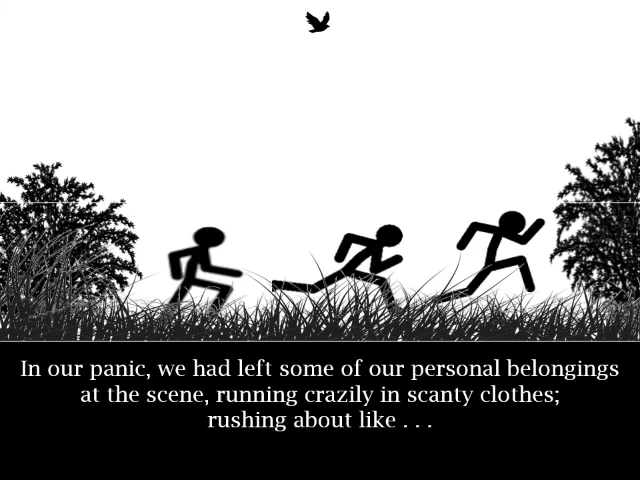 In our panic, we had left some of our personal belongings
at the scene, running crazily in scanty clothes;
rushing about like . . .